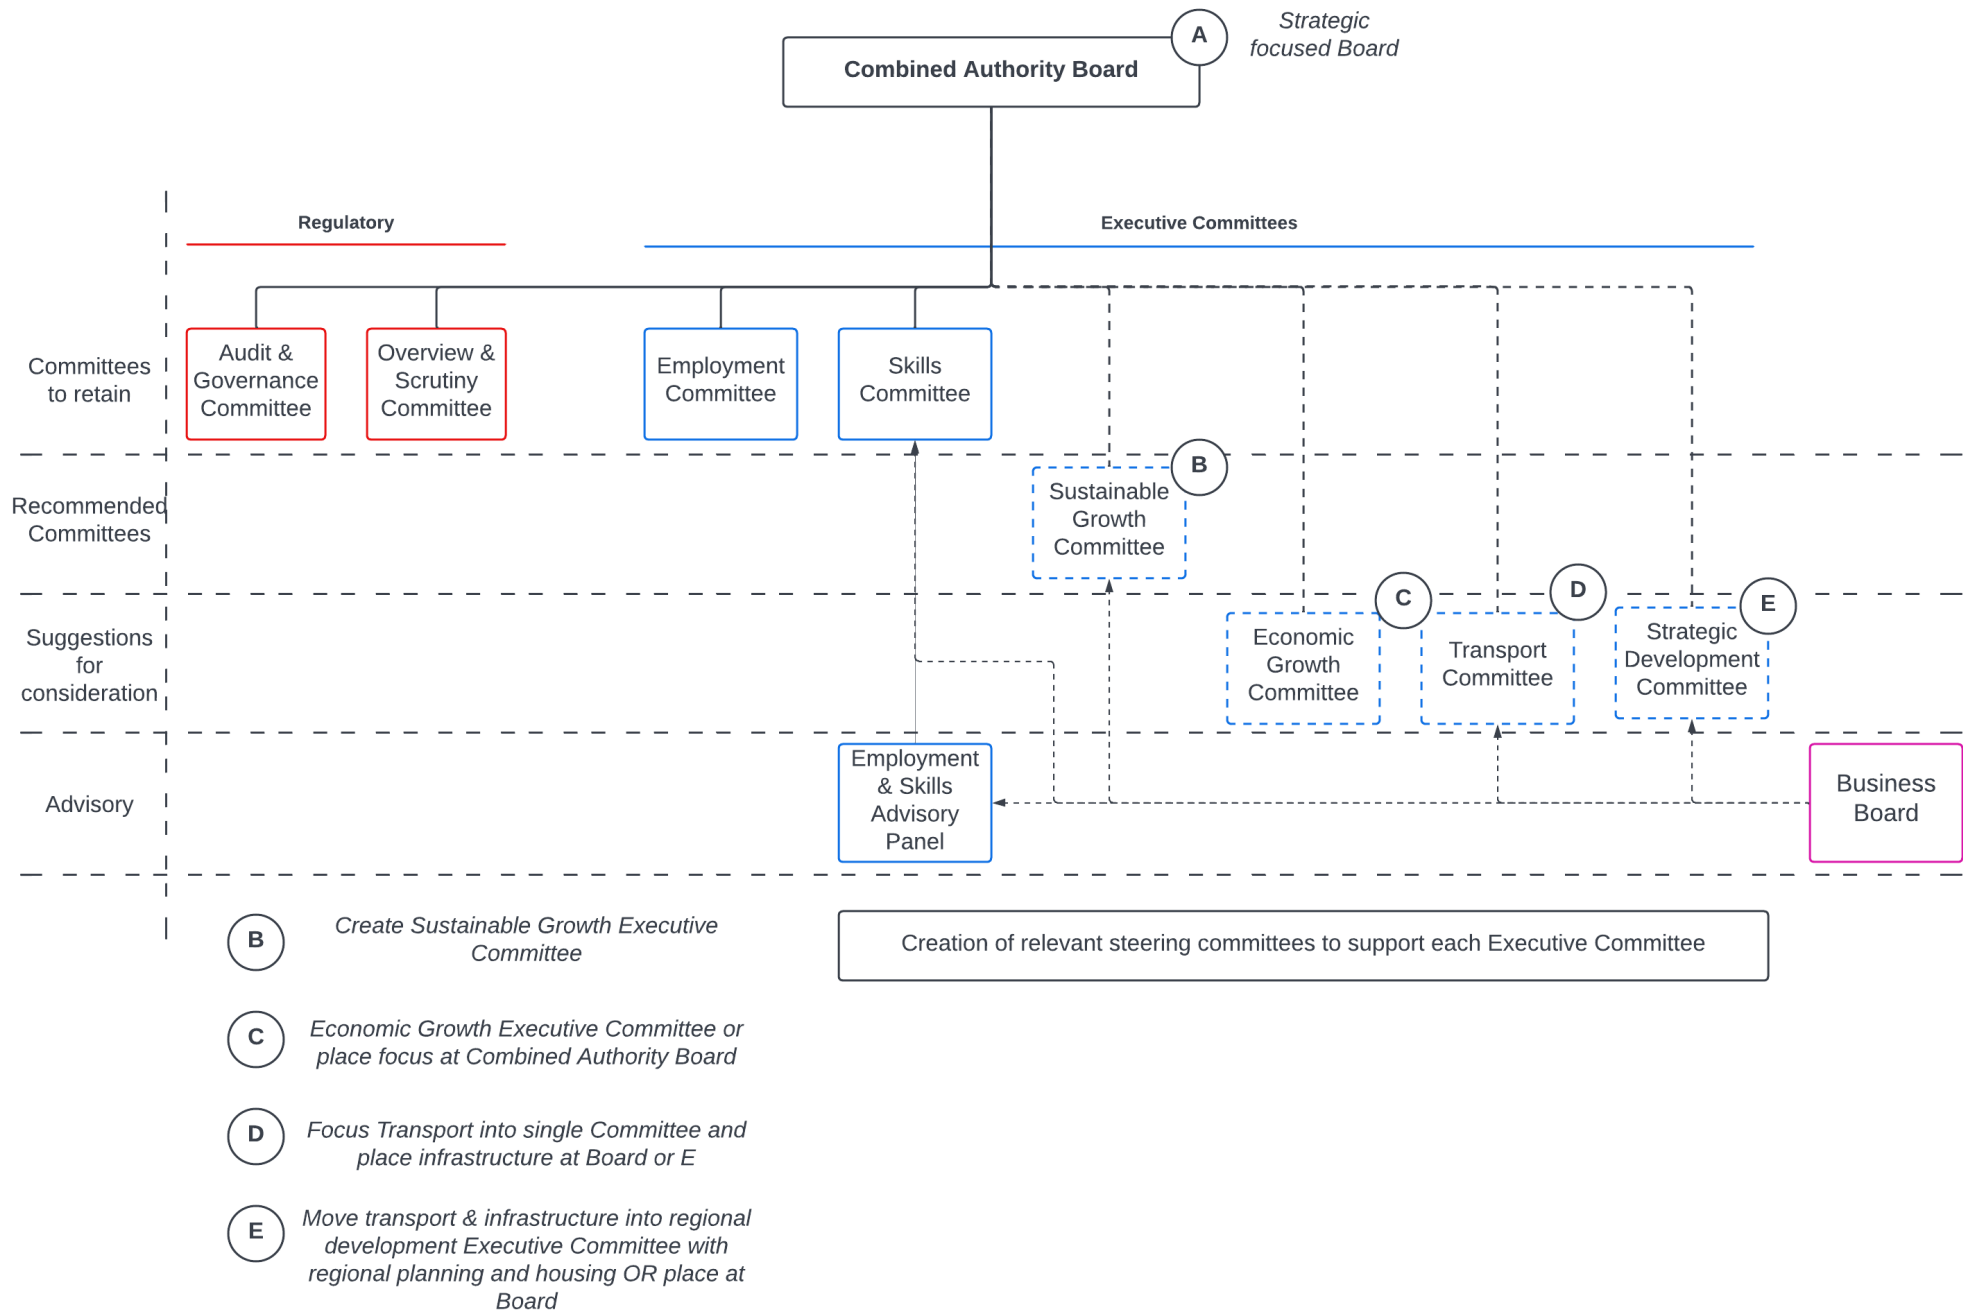 A
Strategic
focused Board
Combined Authority Board
Regulatory
Executive Committees
Committees
to retain
Audit &
Governance
Committee
Overview &
Scrutiny
Committee
Employment
Committee
Skills
Committee
Recommended
Committees
B
Sustainable
Growth
Committee
Suggestions
for
consideration
C
Economic
Growth
Committee
D
Transport
Committee
E
Strategic
Development
Committee
Advisory
Employment
& Skills
Advisory
Panel
Business
Board
B
Create Sustainable Growth Executive
Committee
Creation of relevant steering committees to support each Executive Committee
C
Economic Growth Executive Committee or
place focus at Combined Authority Board
D
Focus Transport into single Committee and
place infrastructure at Board or E
E
Move transport & infrastructure into regional
development Executive Committee with
regional planning and housing OR place at
Board